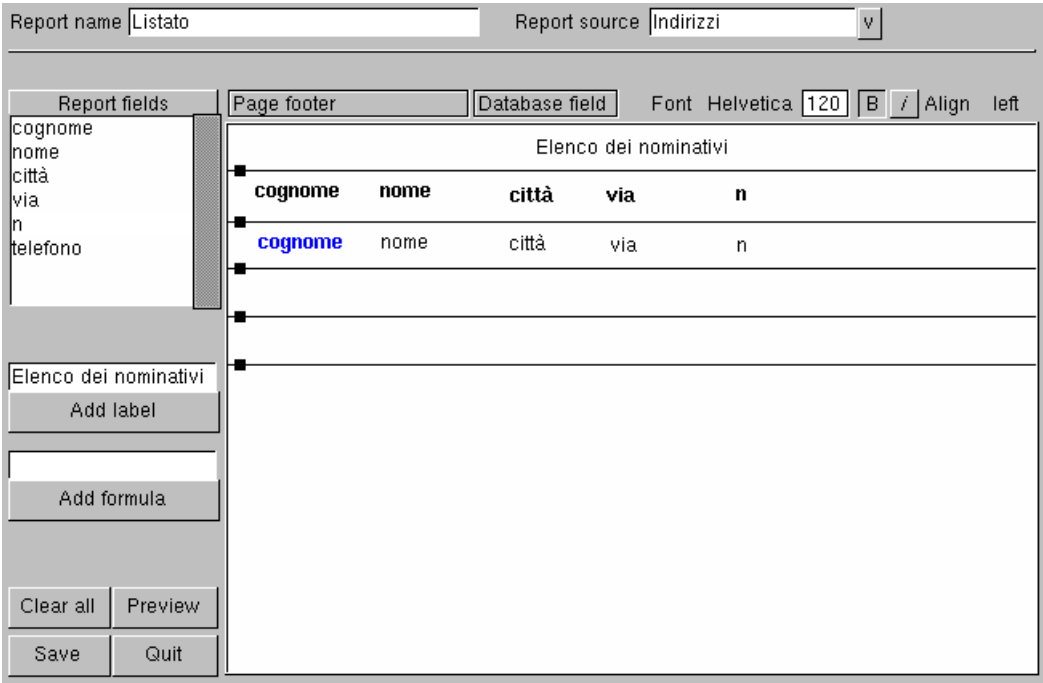 Report name Listato Report source Indirizzi v
Report fields Page footer Database field Font Helvetica 120 B i Align left
cognome
nome
città
via
n
telefono
Elenco dei nominativi
cognome nome città via n
cognome nome città via n
Elenco dei nominativi
Add label
Add formula
Clear all Preview
Save Quit